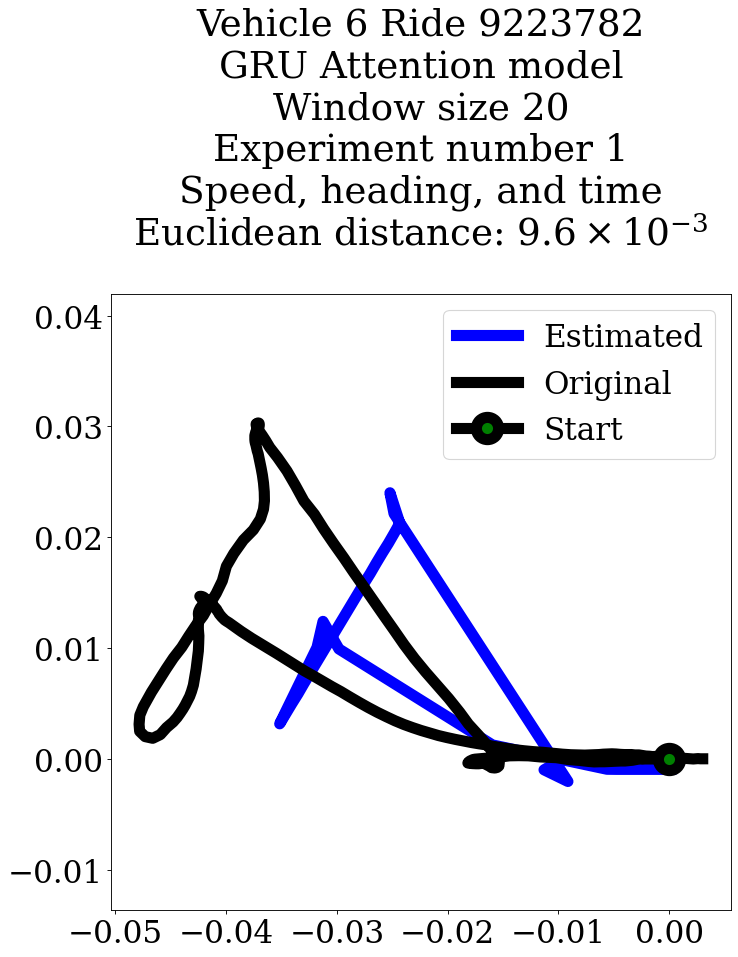 Vehicle 6 Ride 9223782
GRU Attention model
Window size 20
Experiment number 1
Speed, heading, and time
Euclidean distance: 9.6 × 10⁻³
Estimated
Original
Start
0.04
0.03
0.02
0.01
0.00
−0.01
−0.05 −0.04 −0.03 −0.02 −0.01 0.00